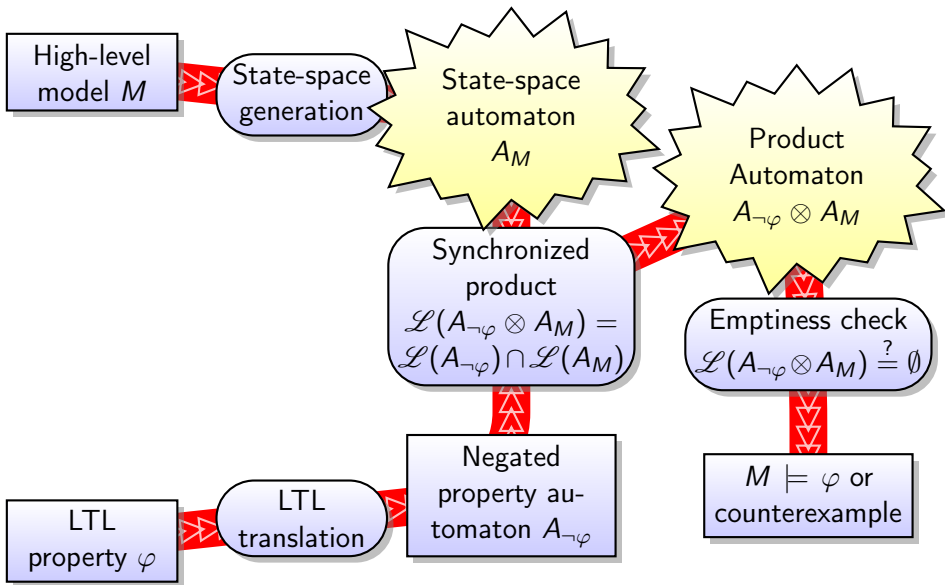 High-level
model M
State-space
generation
State-space
automaton
A_M
Product
Automaton
A_{¬φ} ⊗ A_M
Synchronized
product
ℒ(A_{¬φ} ⊗ A_M) =
ℒ(A_{¬φ}) ∩ ℒ(A_M)
Emptiness check
ℒ(A_{¬φ} ⊗ A_M) ≟ ∅
Negated
property au-
tomaton A_{¬φ}
LTL
translation
LTL
property φ
M ⊨ φ or
counterexample